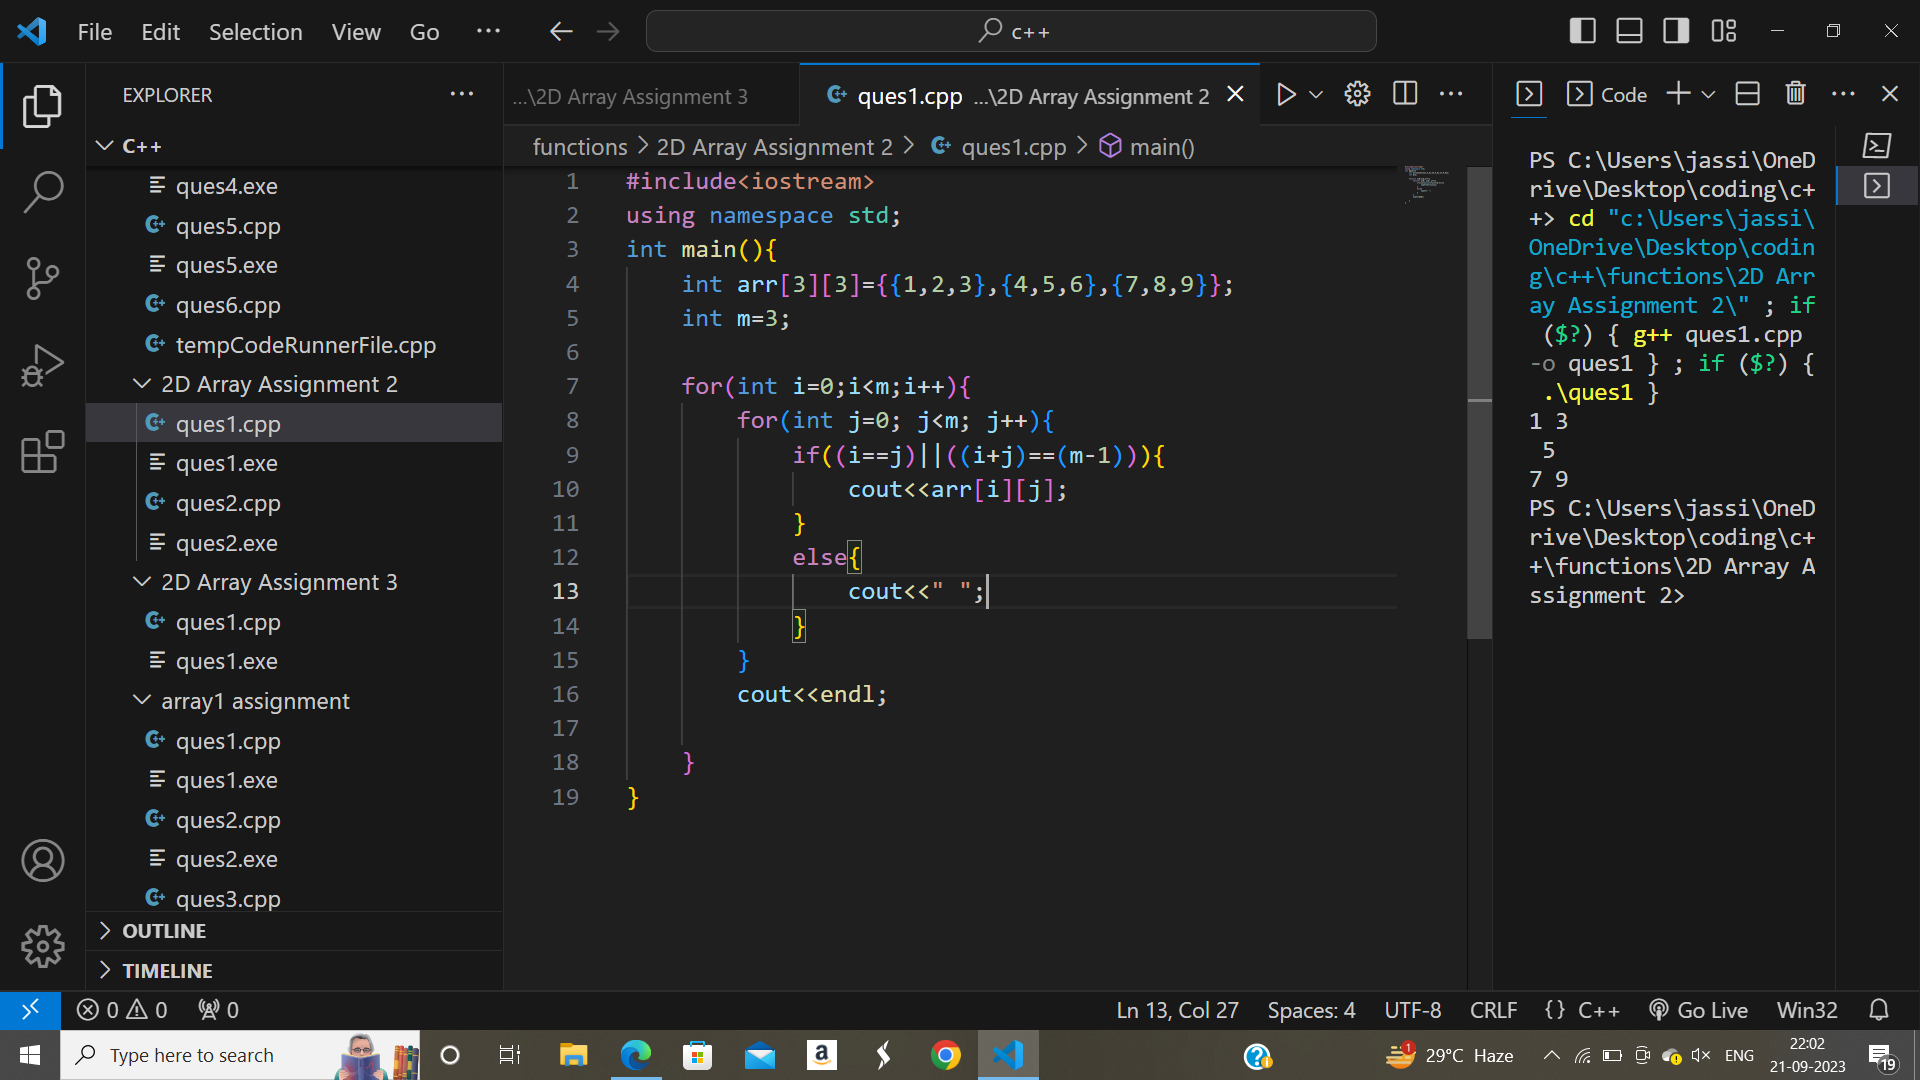 File Edit Selection View Go ···
c++
EXPLORER ···
C++
ques4.exe
ques5.cpp
ques5.exe
ques6.cpp
tempCodeRunnerFile.cpp
2D Array Assignment 2
ques1.cpp
ques1.exe
ques2.cpp
ques2.exe
2D Array Assignment 3
ques1.cpp
ques1.exe
array1 assignment
ques1.cpp
ques1.exe
ques2.cpp
ques2.exe
ques3.cpp
OUTLINE
TIMELINE
...\2D Array Assignment 3
ques1.cpp ...\2D Array Assignment 2
functions > 2D Array Assignment 2 > ques1.cpp > main()
1 #include<iostream>
2 using namespace std;
3 int main(){
4     int arr[3][3]={{1,2,3},{4,5,6},{7,8,9}};
5     int m=3;
6
7     for(int i=0;i<m;i++){
8         for(int j=0; j<m; j++){
9             if((i==j)||((i+j)==(m-1))){
10                 cout<<arr[i][j];
11             }
12             else{
13                 cout<<" ";
14             }
15         }
16         cout<<endl;
17
18     }
19 }
Code
PS C:\Users\jassi\OneD
rive\Desktop\coding\c+
+> cd "c:\Users\jassi\
OneDrive\Desktop\codin
g\c++\functions\2D Arr
ay Assignment 2\" ; if
 ($?) { g++ ques1.cpp
-o ques1 } ; if ($?) {
 .\ques1 }
1 3
 5
7 9
PS C:\Users\jassi\OneD
rive\Desktop\coding\c+
+\functions\2D Array A
ssignment 2>
0 0 0
Ln 13, Col 27 Spaces: 4 UTF-8 CRLF {} C++ Go Live Win32
Type here to search
1 29°C Haze ENG
22:02
21-09-2023
19